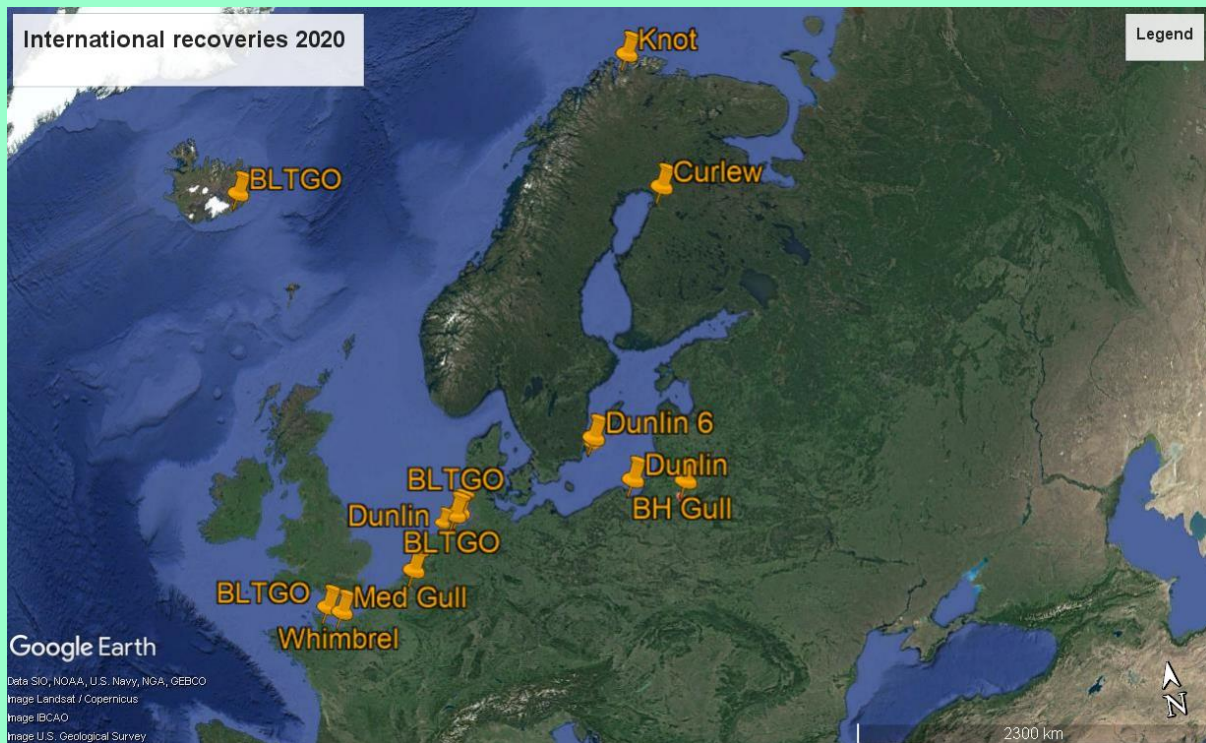 International recoveries 2020
Legend
Knot
Curlew
BLTGO
Dunlin 6
Dunlin
BH Gull
BLTGO
Dunlin
BLTGO
BLTGO
Med Gull
Whimbrel
Google Earth
Data SIO, NOAA, U.S. Navy, NGA, GEBCO
Image Landsat / Copernicus
Image IBCAO
Image U.S. Geological Survey
N
2300 km